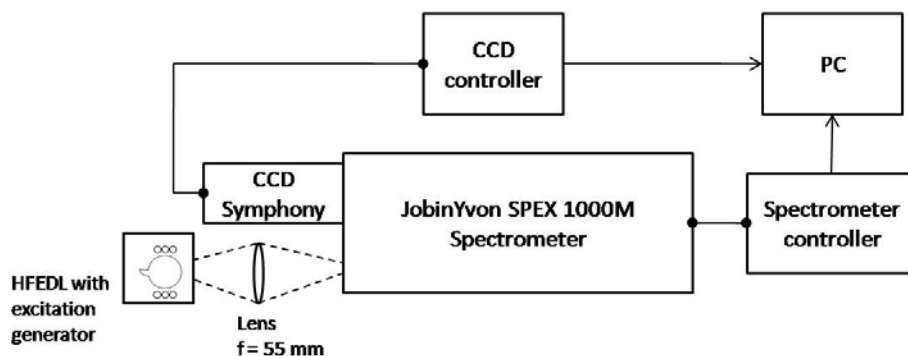 CCD
controller
PC
CCD
Symphony
JobinYvon SPEX 1000M
Spectrometer
Spectrometer
controller
HFEDL with
excitation
generator
Lens
f = 55 mm